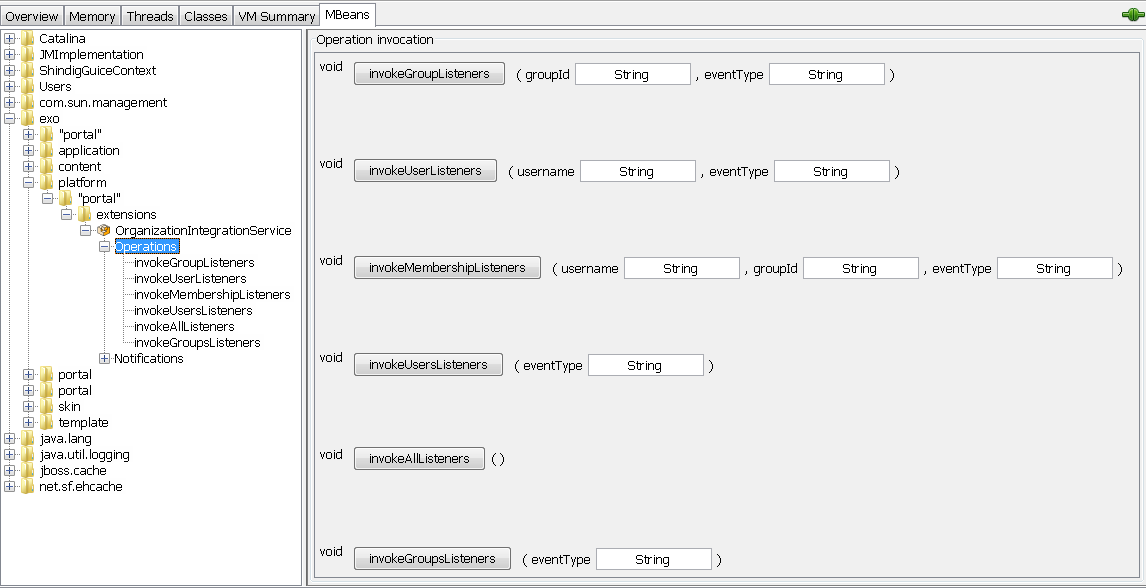 Overview Memory Threads Classes VM Summary MBeans
Catalina
JMImplementation
ShindigGuiceContext
Users
com.sun.management
exo
"portal"
application
content
platform
"portal"
extensions
OrganizationIntegrationService
Operations
invokeGroupListeners
invokeUserListeners
invokeMembershipListeners
invokeUsersListeners
invokeAllListeners
invokeGroupsListeners
Notifications
portal
portal
skin
template
java.lang
java.util.logging
jboss.cache
net.sf.ehcache
Operation invocation
void invokeGroupListeners ( groupId String , eventType String )
void invokeUserListeners ( username String , eventType String )
void invokeMembershipListeners ( username String , groupId String , eventType String )
void invokeUsersListeners ( eventType String )
void invokeAllListeners ( )
void invokeGroupsListeners ( eventType String )